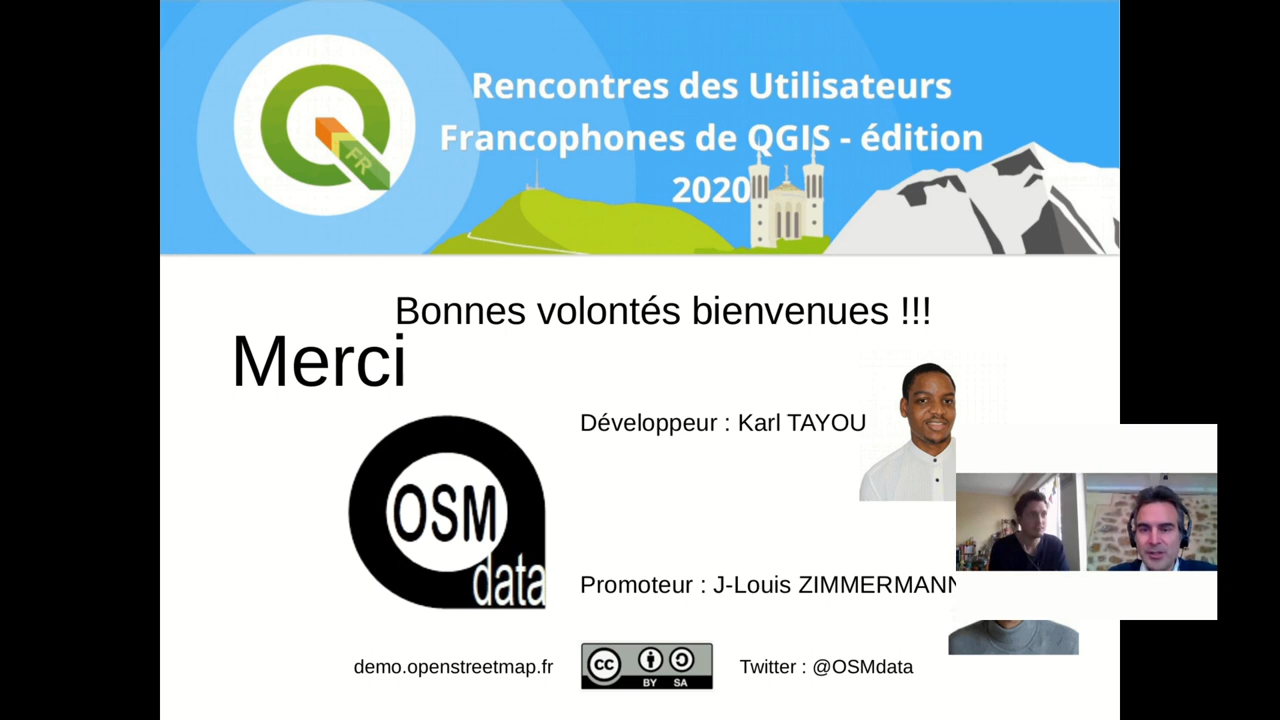 Rencontres des Utilisateurs
Francophones de QGIS - édition
2020
FR
Bonnes volontés bienvenues !!!
Merci
Développeur : Karl TAYOU
OSM
data
Promoteur : J-Louis ZIMMERMANN
demo.openstreetmap.fr
cc
BY SA
Twitter : @OSMdata